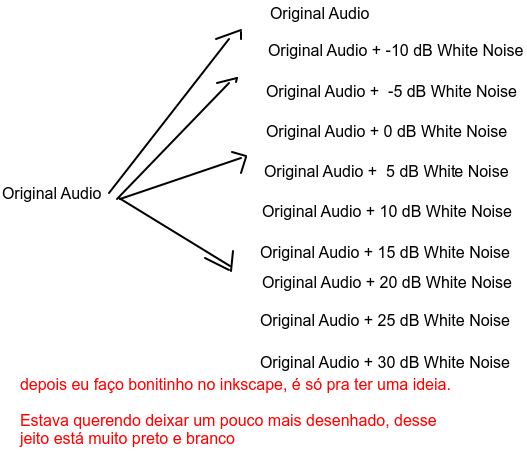 Original Audio
Original Audio + -10 dB White Noise
Original Audio +  -5 dB White Noise
Original Audio + 0 dB White Noise
Original Audio +  5 dB White Noise
Original Audio
Original Audio + 10 dB White Noise
Original Audio + 15 dB White Noise
Original Audio + 20 dB White Noise
Original Audio + 25 dB White Noise
Original Audio + 30 dB White Noise
depois eu faço bonitinho no inkscape, é só pra ter uma ideia.
Estava querendo deixar um pouco mais desenhado, desse
jeito está muito preto e branco